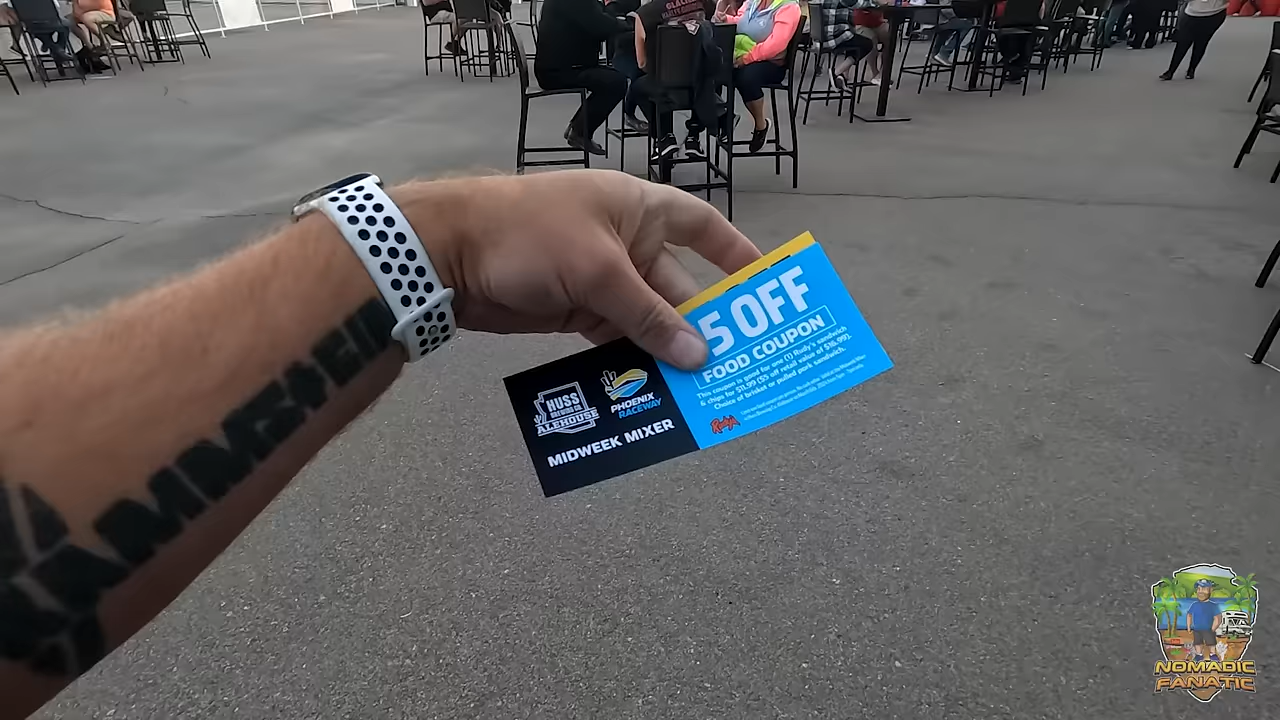 5 OFF
FOOD COUPON
This coupon is good for one (1) Rudy's sandwich
& chips for $11.99 ($5 off retail value of $16.99).
Choice of brisket or pulled pork sandwich.
Rudy's
HUSS
BREWING CO.
ALEHOUSE
PHOENIX
RACEWAY
MIDWEEK MIXER
NOMADIC
FANATIC